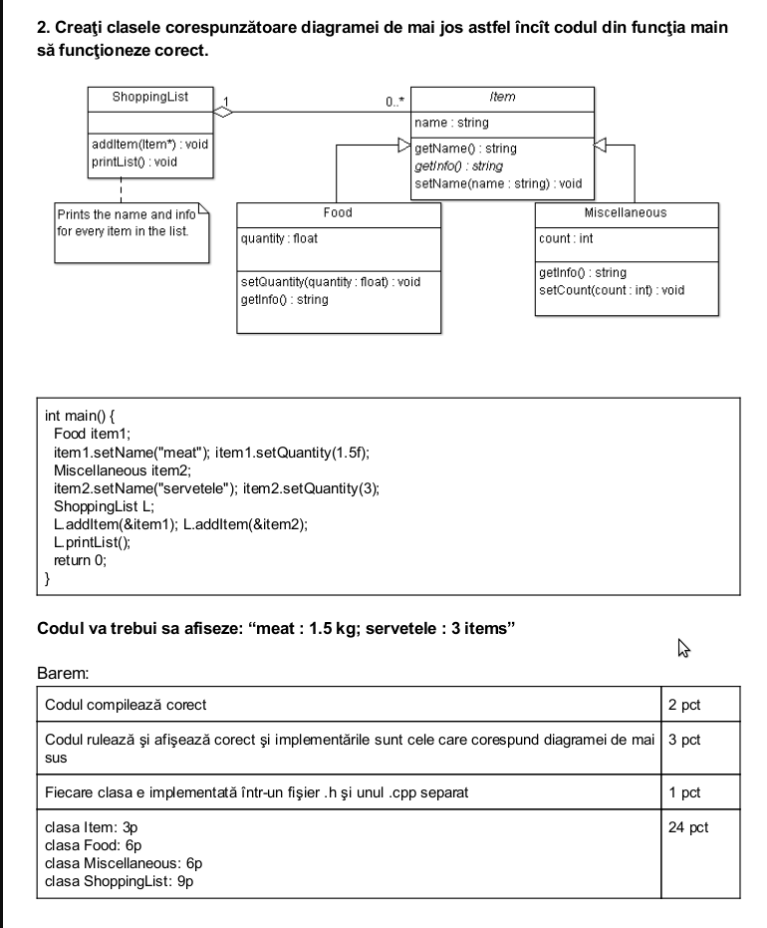 2. Creaţi clasele corespunzătoare diagramei de mai jos astfel încît codul din funcţia main
să funcţioneze corect.
ShoppingList
1
0..*
Item
name : string
addItem(Item*) : void
printList() : void
getName() : string
getInfo() : string
setName(name : string) : void
Prints the name and info
for every item in the list.
Food
quantity : float
setQuantity(quantity : float) : void
getInfo() : string
Miscellaneous
count : int
getInfo() : string
setCount(count : int) : void
int main() {
Food item1;
item1.setName("meat"); item1.setQuantity(1.5f);
Miscellaneous item2;
item2.setName("servetele"); item2.setQuantity(3);
ShoppingList L;
L.addItem(&item1); L.addItem(&item2);
L.printList();
return 0;
}
Codul va trebui sa afiseze: “meat : 1.5 kg; servetele : 3 items”
Barem:
Codul compilează corect 2 pct
Codul rulează şi afişează corect şi implementările sunt cele care corespund diagramei de mai 3 pct
sus
Fiecare clasa e implementată într-un fişier .h şi unul .cpp separat 1 pct
clasa Item: 3p 24 pct
clasa Food: 6p
clasa Miscellaneous: 6p
clasa ShoppingList: 9p